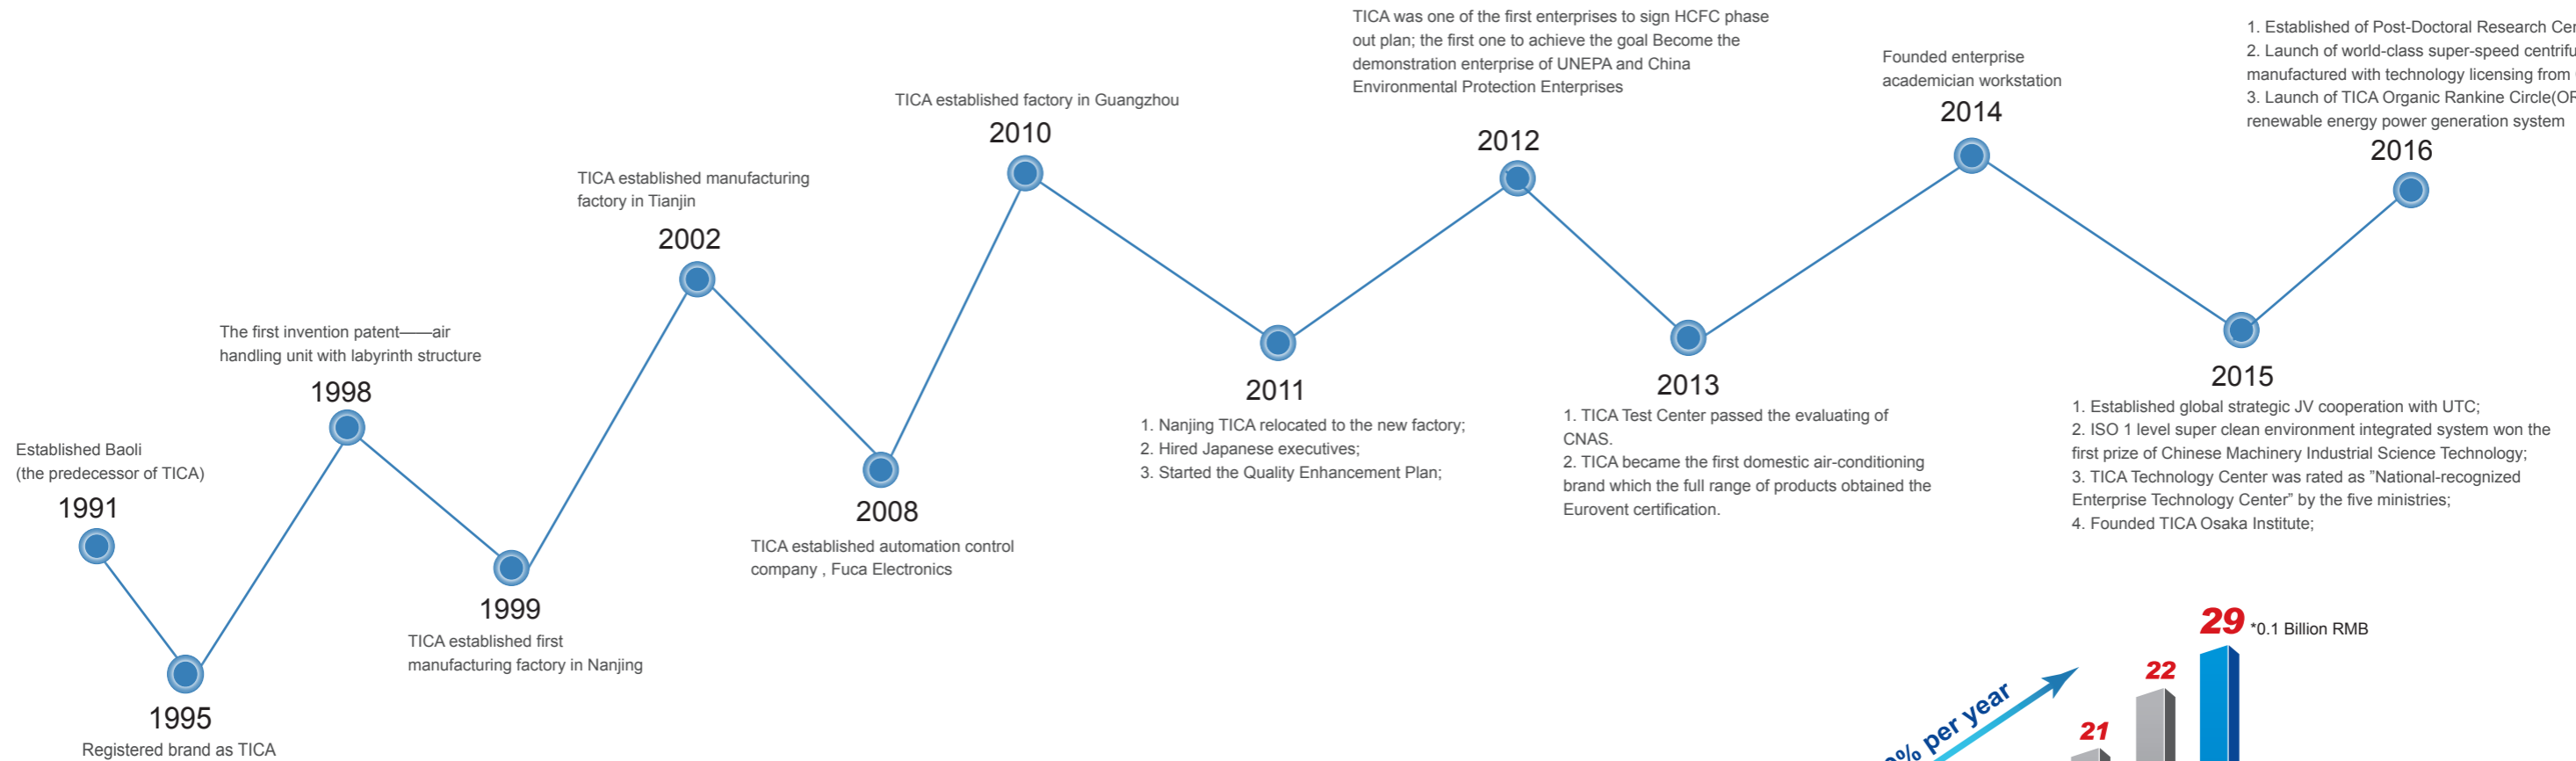 Established Baoli
(the predecessor of TICA)
1991
1995
Registered brand as TICA
The first invention patent——air
handling unit with labyrinth structure
1998
1999
TICA established first
manufacturing factory in Nanjing
TICA established manufacturing
factory in Tianjin
2002
2008
TICA established automation control
company , Fuca Electronics
TICA established factory in Guangzhou
2010
2011
1. Nanjing TICA relocated to the new factory;
2. Hired Japanese executives;
3. Started the Quality Enhancement Plan;
TICA was one of the first enterprises to sign HCFC phase
out plan; the first one to achieve the goal Become the
demonstration enterprise of UNEPA and China
Environmental Protection Enterprises
2012
2013
1. TICA Test Center passed the evaluating of
CNAS.
2. TICA became the first domestic air-conditioning
brand which the full range of products obtained the
Eurovent certification.
Founded enterprise
academician workstation
2014
2015
1. Established global strategic JV cooperation with UTC;
2. ISO 1 level super clean environment integrated system won the
first prize of Chinese Machinery Industrial Science Technology;
3. TICA Technology Center was rated as ”National-recognized
Enterprise Technology Center” by the five ministries;
4. Founded TICA Osaka Institute;
1. Established of Post-Doctoral Research
2. Launch of world-class super-speed
manufactured with technology licensing from
3. Launch of TICA Organic Rankine
renewable energy power generation system
2016
29 *0.1 Billion RMB
22
21
% per year